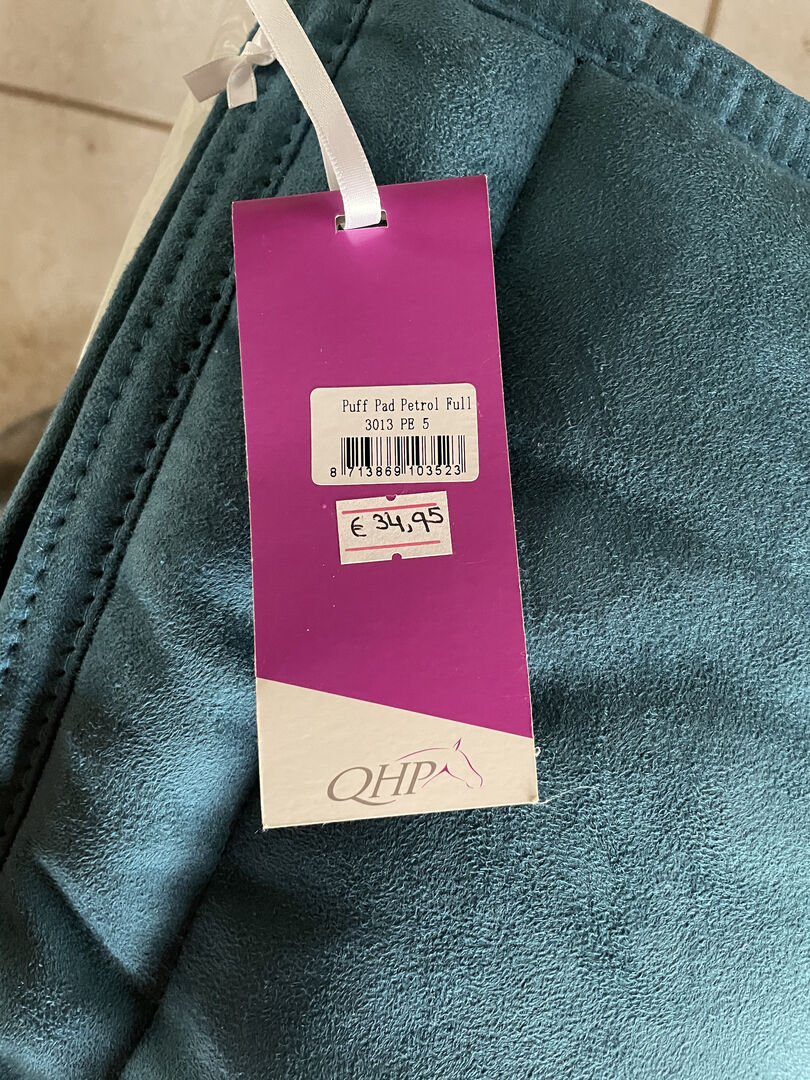 Puff Pad Petrol Full
3013 PE 5
8 713869 103523
€ 34,95
QHP